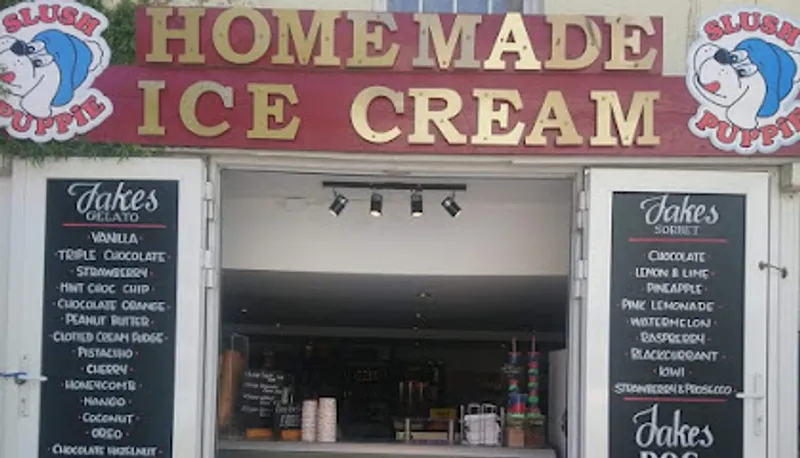 HOMEMADE
ICE CREAM
SLUSH
PUPPIE
SLUSH
PUPPIE
Jakes
GELATO
VANILLA
TRIPLE CHOCOLATE
STRAWBERRY
MINT CHOC CHIP
CHOCOLATE ORANGE
PEANUT BUTTER
CLOTTED CREAM FUDGE
PISTACHIO
CHERRY
HONEYCOMB
MANGO
COCONUT
OREO
CHOCOLATE HAZELNUT
Jakes
SORBET
CHOCOLATE
LEMON & LIME
PINEAPPLE
PINK LEMONADE
WATERMELON
RASPBERRY
BLACKCURRANT
KIWI
STRAWBERRY & PROSECCO
Jakes
DOG